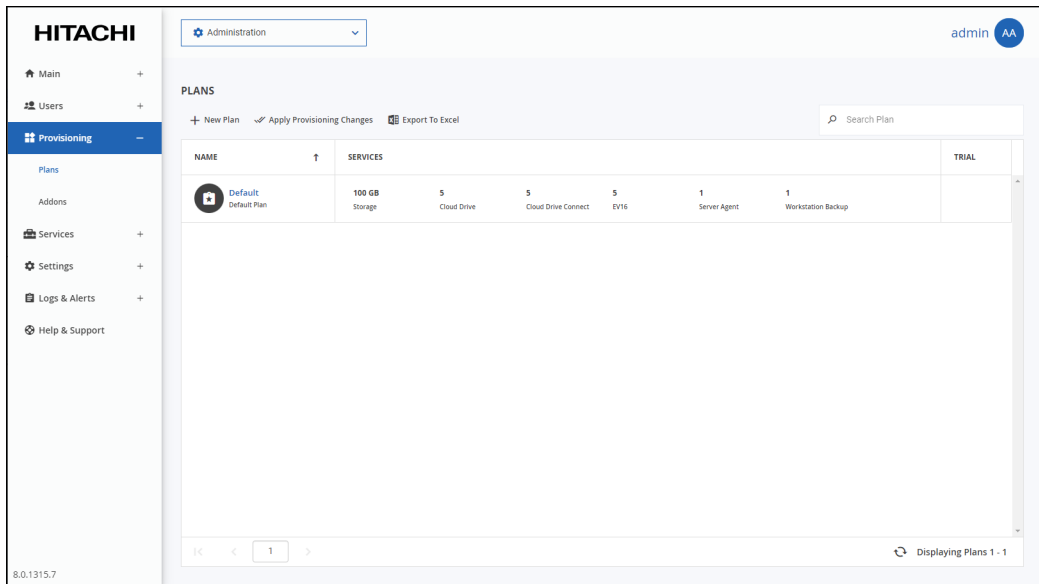 HITACHI
Administration
admin AA
Main
Users
Provisioning
Plans
Addons
Services
Settings
Logs & Alerts
Help & Support
8.0.1315.7
PLANS
New Plan Apply Provisioning Changes Export To Excel Search Plan
NAME SERVICES TRIAL
Default 100 GB 5 5 5 1 1
Default Plan Storage Cloud Drive Cloud Drive Connect EV16 Server Agent Workstation Backup
1 Displaying Plans 1 - 1